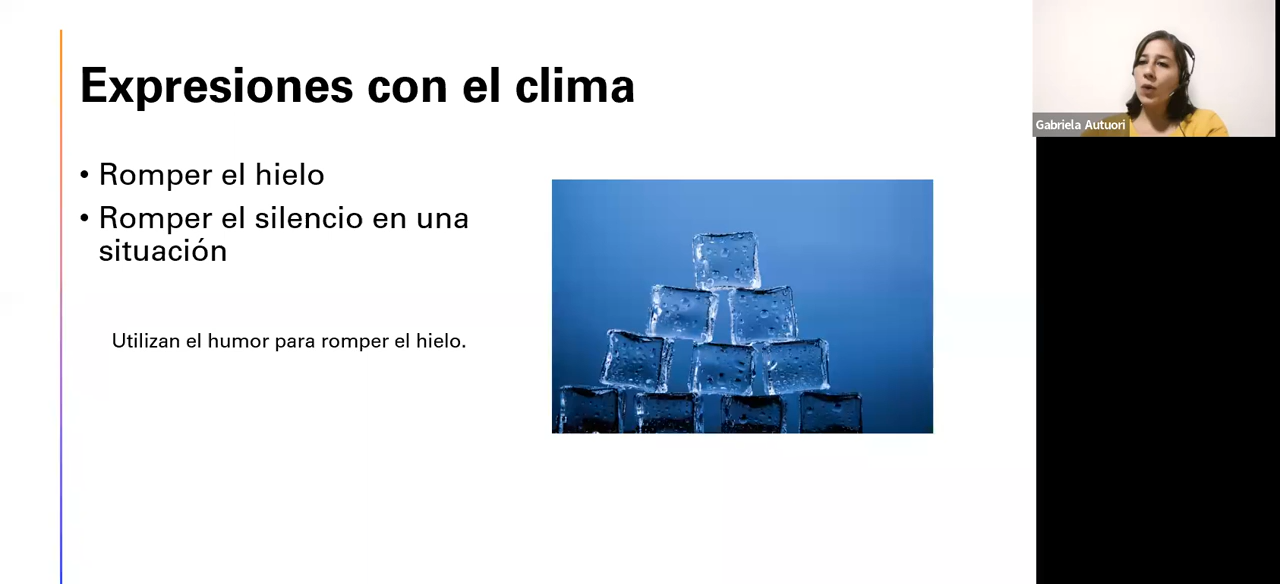 Expresiones con el clima
• Romper el hielo
• Romper el silencio en una
situación
Utilizan el humor para romper el hielo.
Gabriela Autuori